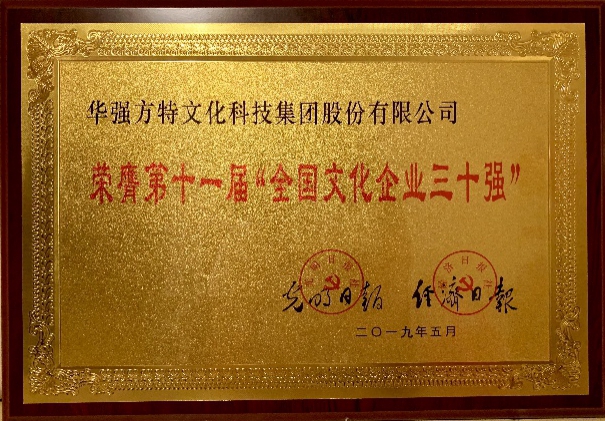 华强方特文化科技集团股份有限公司
荣膺第十一届“全国文化企业三十强”
光明日报 经濟日報
二〇一九年五月